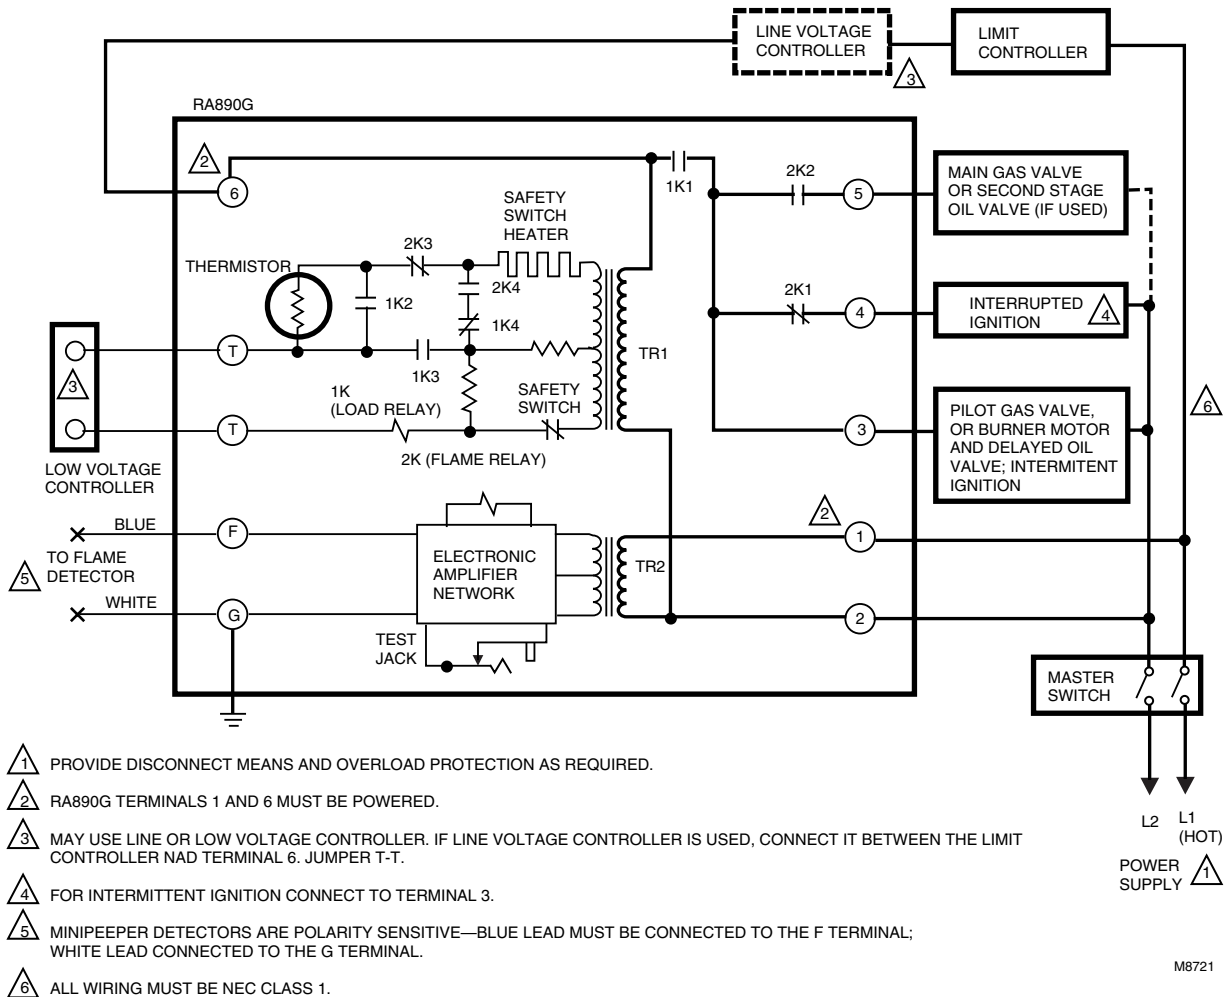 LINE VOLTAGE
CONTROLLER
LIMIT
CONTROLLER
3
RA890G
2
6
1K1
2K2
5
MAIN GAS VALVE
OR SECOND STAGE
OIL VALVE (IF USED)
SAFETY
SWITCH
HEATER
2K3
THERMISTOR
1K2
2K4
1K4
2K1
4
INTERRUPTED
IGNITION
4
3
T
1K3
TR1
1K
(LOAD RELAY)
SAFETY
SWITCH
T
2K (FLAME RELAY)
3
PILOT GAS VALVE,
OR BURNER MOTOR
AND DELAYED OIL
VALVE; INTERMITENT
IGNITION
6
LOW VOLTAGE
CONTROLLER
BLUE
F
5
TO FLAME
DETECTOR
WHITE
G
ELECTRONIC
AMPLIFIER
NETWORK
TR2
2
1
2
TEST
JACK
MASTER
SWITCH
L2
L1
(HOT)
POWER
SUPPLY
1
1 PROVIDE DISCONNECT MEANS AND OVERLOAD PROTECTION AS REQUIRED.
2 RA890G TERMINALS 1 AND 6 MUST BE POWERED.
3 MAY USE LINE OR LOW VOLTAGE CONTROLLER. IF LINE VOLTAGE CONTROLLER IS USED, CONNECT IT BETWEEN THE LIMIT
CONTROLLER NAD TERMINAL 6. JUMPER T-T.
4 FOR INTERMITTENT IGNITION CONNECT TO TERMINAL 3.
5 MINIPEEPER DETECTORS ARE POLARITY SENSITIVE—BLUE LEAD MUST BE CONNECTED TO THE F TERMINAL;
WHITE LEAD CONNECTED TO THE G TERMINAL.
6 ALL WIRING MUST BE NEC CLASS 1.
M8721